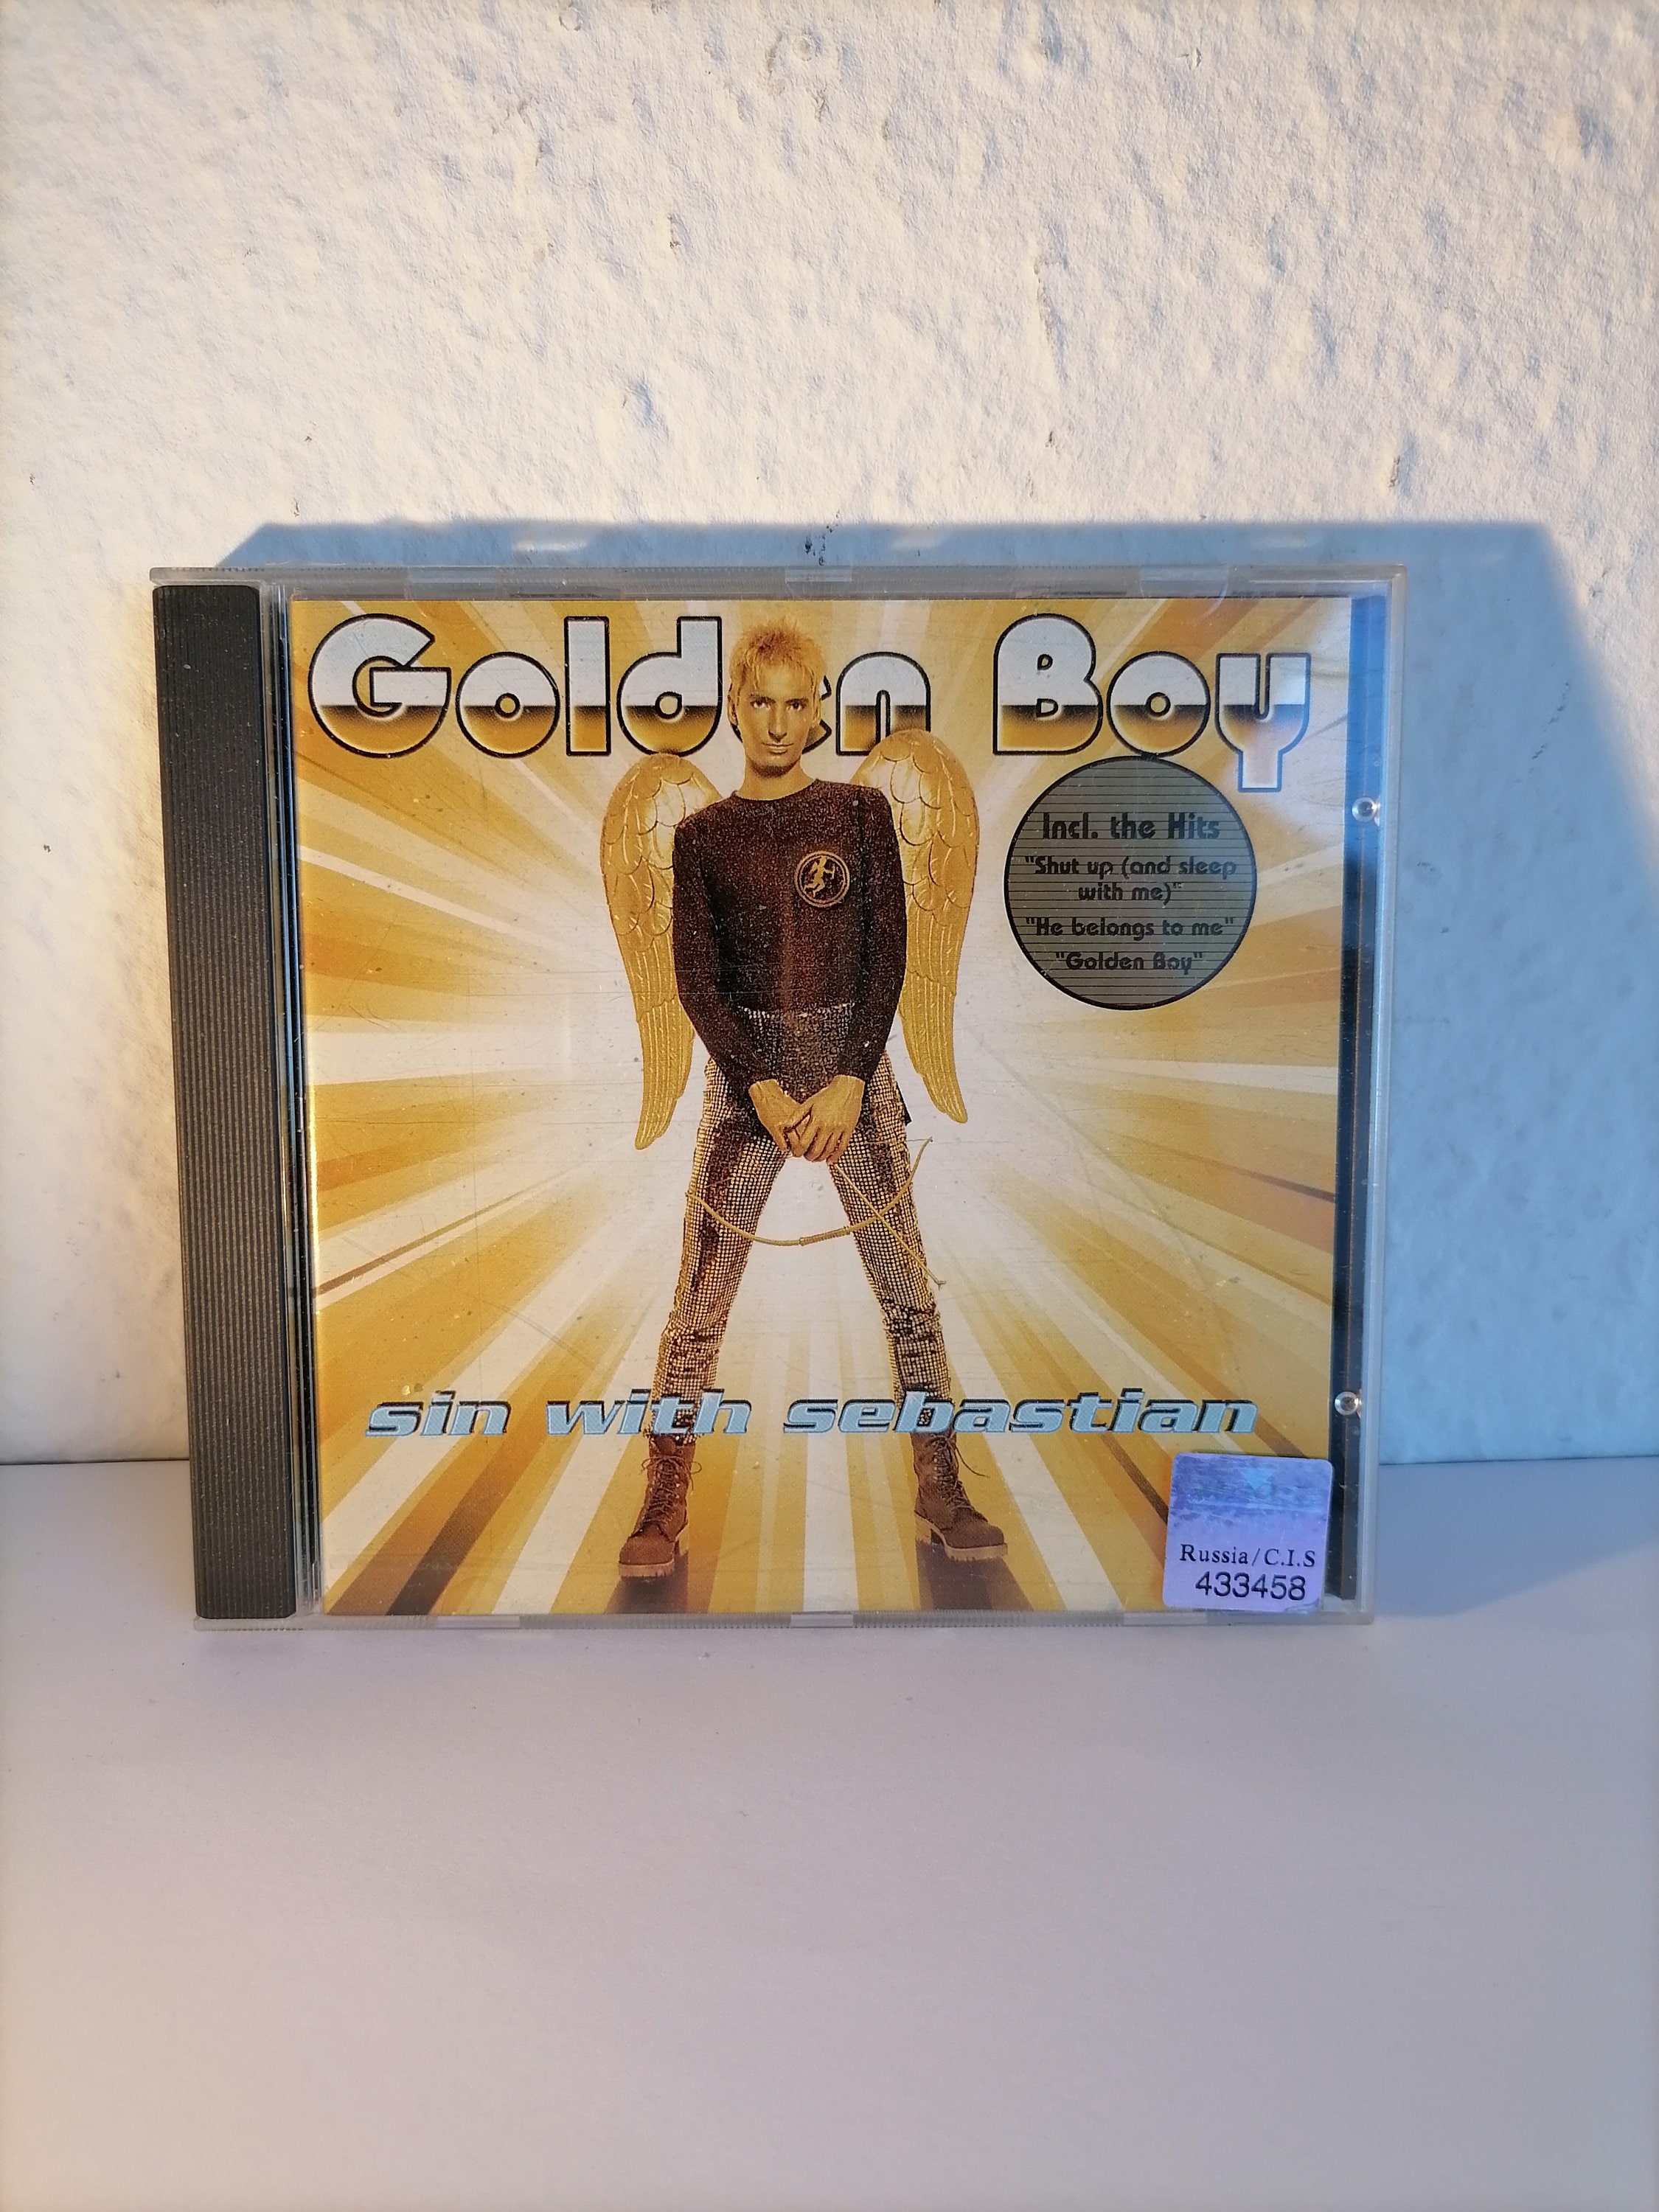 Golden Boy
Incl. the Hits
"Shut up (and sleep
with me)"
"He belongs to me"
"Golden Boy"
sin with sebastian
Russia/C.I.S
433458